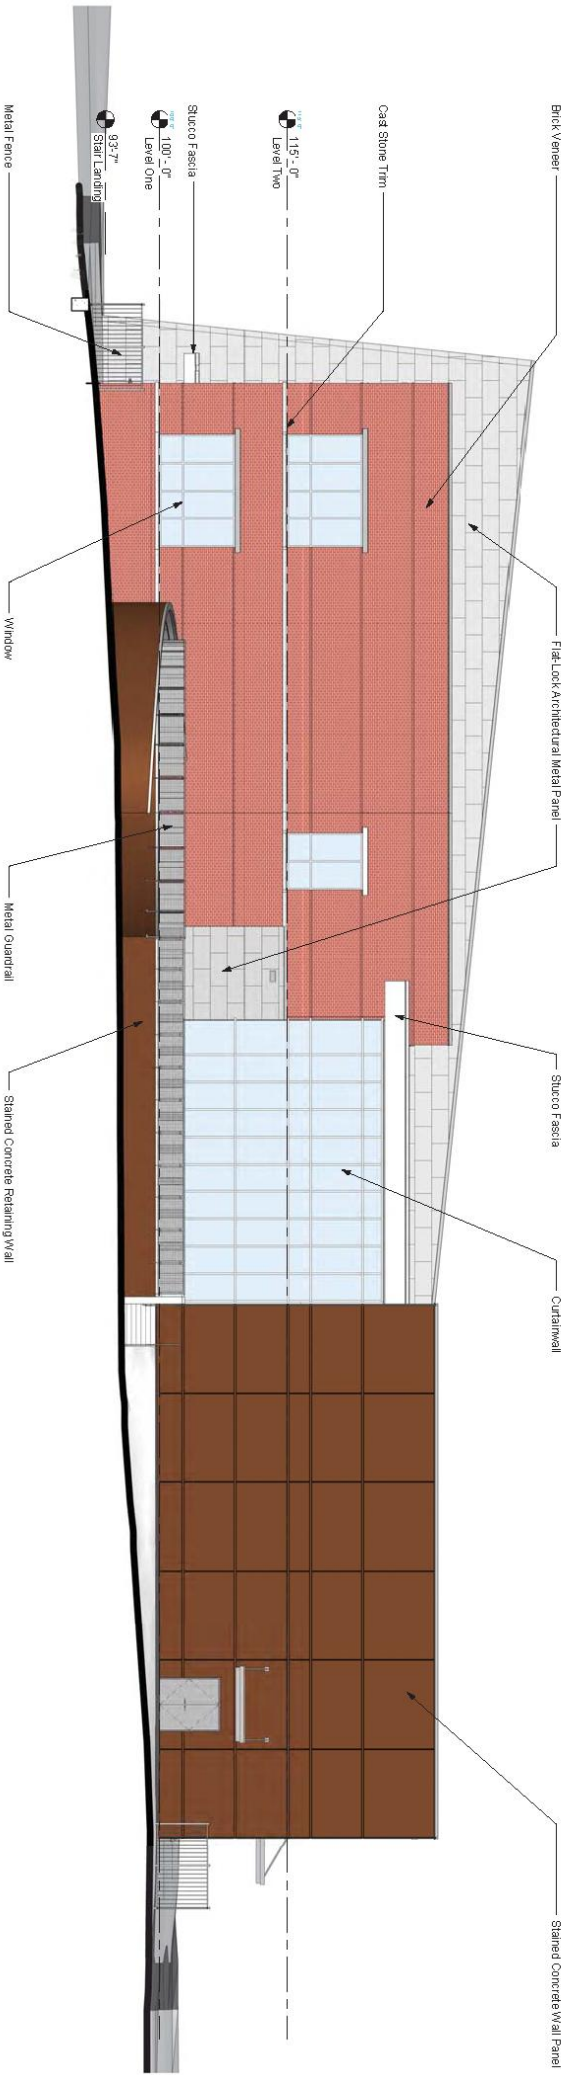 Brick Veneer
Flat-Lock Architectural Metal Panel
Stucco Fascia
Curtainwall
Stained Concrete Wall Panel
Cast Stone Trim
115' - 0"
Level Two
Stucco Fascia
100' - 0"
Level One
93'-7"
Stair Landing
Metal Fence
Window
Metal Guardrail
Stained Concrete Retaining Wall